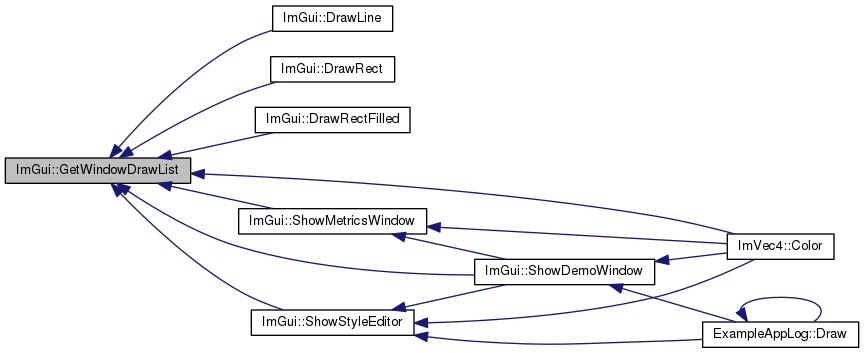 ImGui::DrawLine
ImGui::DrawRect
ImGui::DrawRectFilled
ImGui::GetWindowDrawList
ImGui::ShowMetricsWindow
ImVec4::Color
ImGui::ShowDemoWindow
ImGui::ShowStyleEditor
ExampleAppLog::Draw